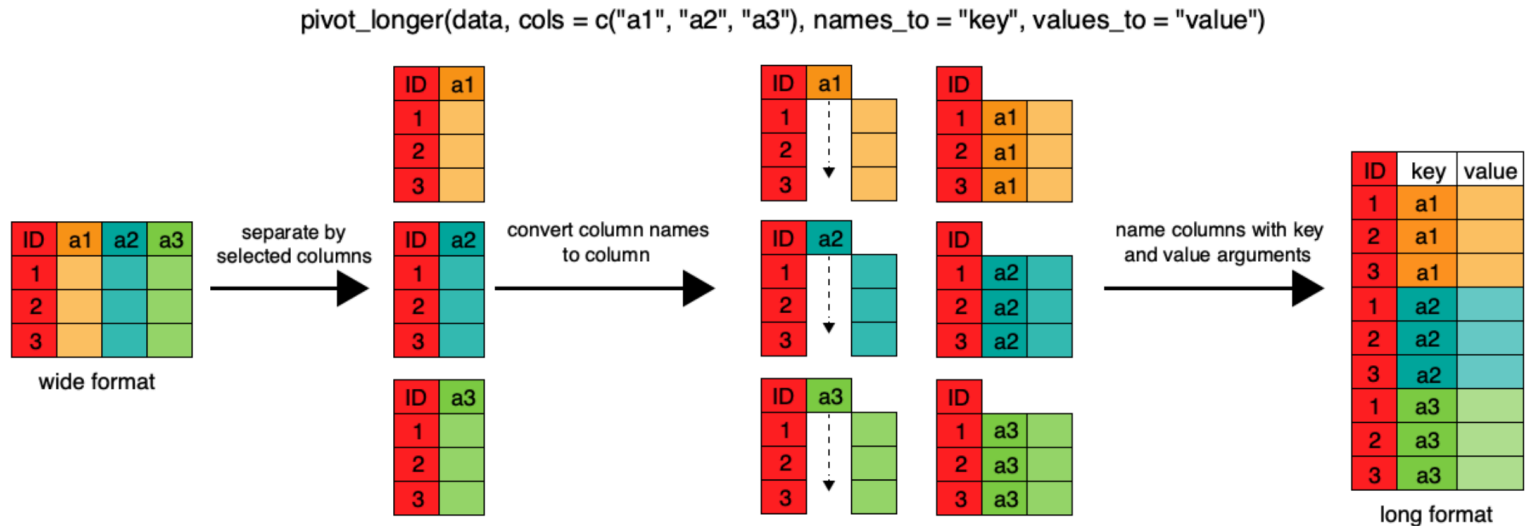 pivot_longer(data, cols = c("a1", "a2", "a3"), names_to = "key", values_to = "value")
ID a1 a2 a3
1
2
3
wide format
separate by
selected columns
ID a1
1
2
3
ID a2
1
2
3
ID a3
1
2
3
convert column names
to column
ID a1
1
2
3
ID a2
1
2
3
ID a3
1
2
3
ID
1 a1
2 a1
3 a1
ID
1 a2
2 a2
3 a2
ID
1 a3
2 a3
3 a3
name columns with key
and value arguments
ID key value
1 a1
2 a1
3 a1
1 a2
2 a2
3 a2
1 a3
2 a3
3 a3
long format